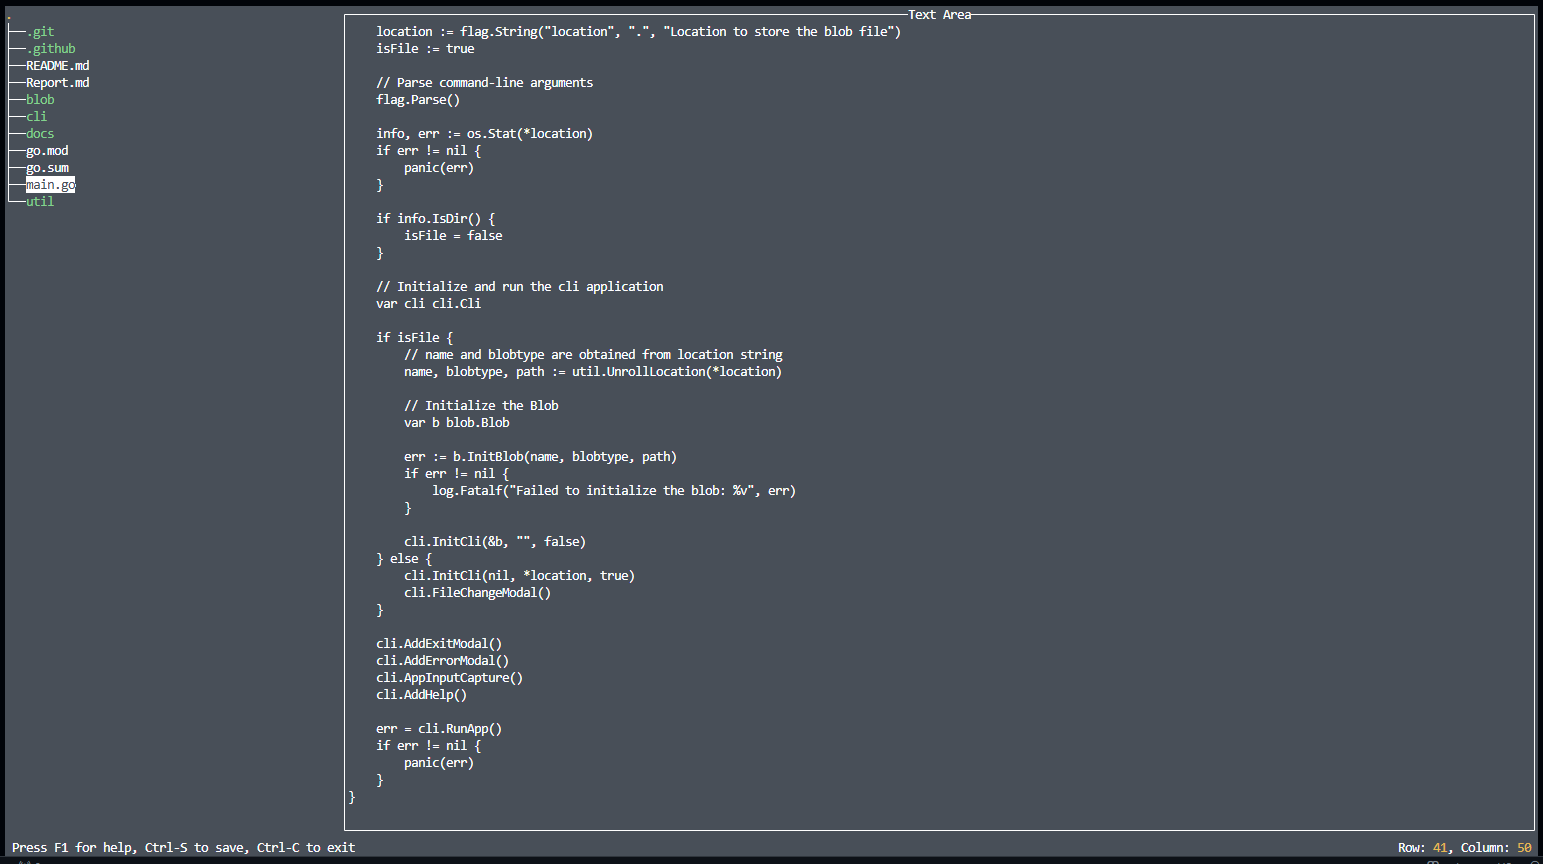 .
.git
.github
README.md
Report.md
blob
cli
docs
go.mod
go.sum
main.go
util
Text Area
location := flag.String("location", ".", "Location to store the blob file")
isFile := true
// Parse command-line arguments
flag.Parse()
info, err := os.Stat(*location)
if err != nil {
panic(err)
}
if info.IsDir() {
isFile = false
}
// Initialize and run the cli application
var cli cli.Cli
if isFile {
// name and blobtype are obtained from location string
name, blobtype, path := util.UnrollLocation(*location)
// Initialize the Blob
var b blob.Blob
err := b.InitBlob(name, blobtype, path)
if err != nil {
log.Fatalf("Failed to initialize the blob: %v", err)
}
cli.InitCli(&b, "", false)
} else {
cli.InitCli(nil, *location, true)
cli.FileChangeModal()
}
cli.AddExitModal()
cli.AddErrorModal()
cli.AppInputCapture()
cli.AddHelp()
err = cli.RunApp()
if err != nil {
panic(err)
}
}
Press F1 for help, Ctrl-S to save, Ctrl-C to exit
Row: 41, Column: 50